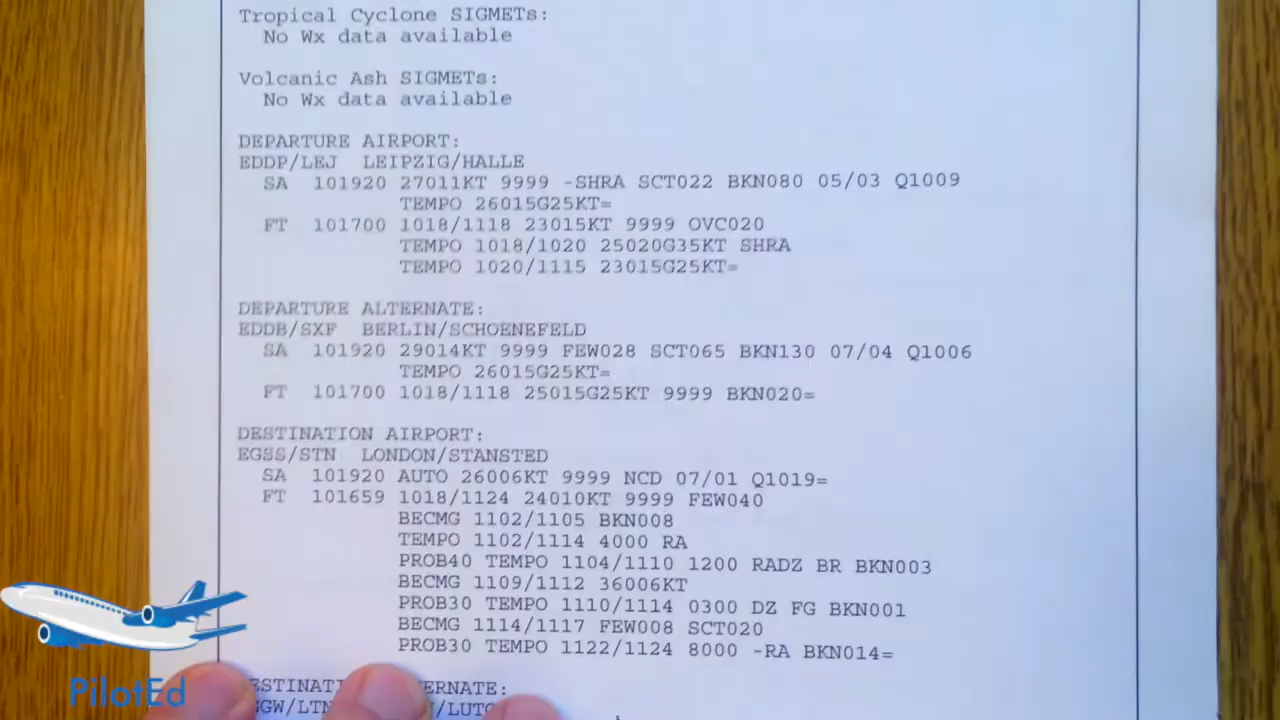 Tropical Cyclone SIGMETs:
No Wx data available
Volcanic Ash SIGMETs:
No Wx data available
DEPARTURE AIRPORT:
EDDP/LEJ LEIPZIG/HALLE
SA 101920 27011KT 9999 -SHRA SCT022 BKN080 05/03 Q1009
TEMPO 26015G25KT=
FT 101700 1018/1118 23015KT 9999 OVC020
TEMPO 1018/1020 25020G35KT SHRA
TEMPO 1020/1115 23015G25KT=
DEPARTURE ALTERNATE:
EDDB/SXF BERLIN/SCHOENEFELD
SA 101920 29014KT 9999 FEW028 SCT065 BKN130 07/04 Q1006
TEMPO 26015G25KT=
FT 101700 1018/1118 25015G25KT 9999 BKN020=
DESTINATION AIRPORT:
EGSS/STN LONDON/STANSTED
SA 101920 AUTO 26006KT 9999 NCD 07/01 Q1019=
FT 101659 1018/1124 24010KT 9999 FEW040
BECMG 1102/1105 BKN008
TEMPO 1102/1114 4000 RA
PROB40 TEMPO 1104/1110 1200 RADZ BR BKN003
BECMG 1109/1112 36006KT
PROB30 TEMPO 1110/1114 0300 DZ FG BKN001
BECMG 1114/1117 FEW008 SCT020
PROB30 TEMPO 1122/1124 8000 -RA BKN014=
PilotEd